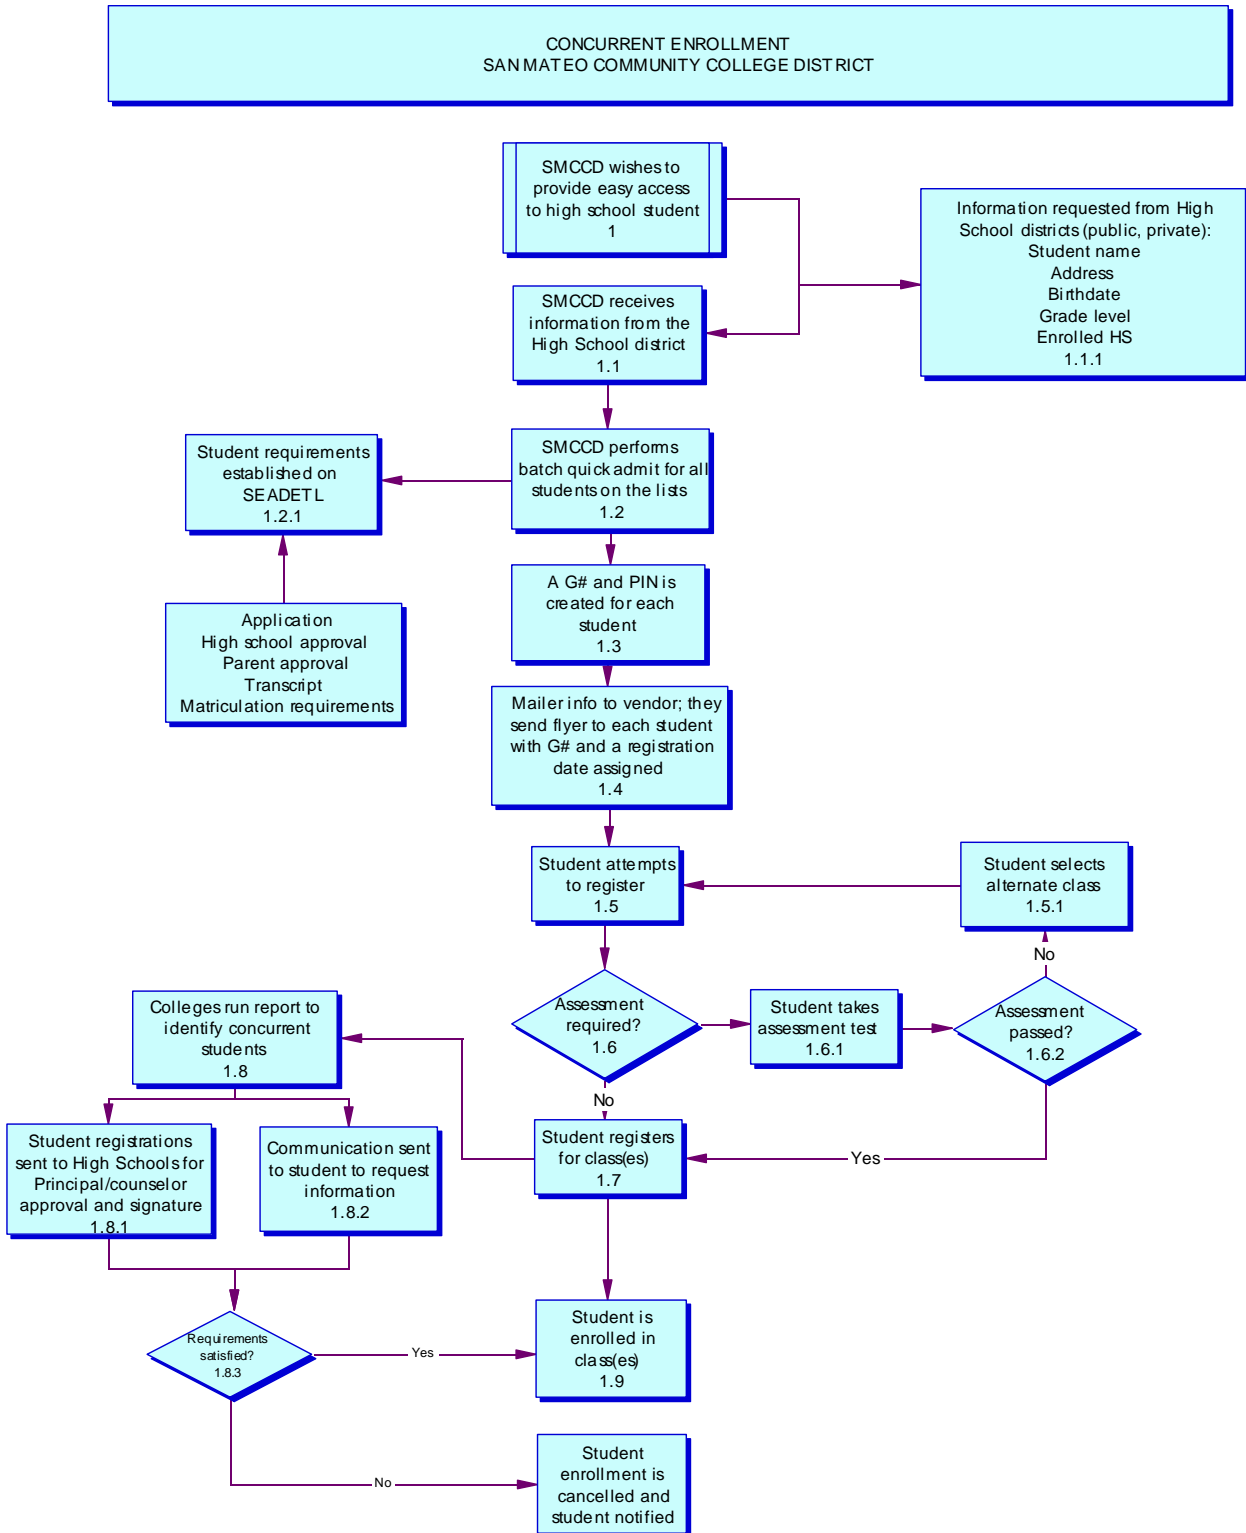 CONCURRENT ENROLLMENT
SAN MATEO COMMUNITY COLLEGE DISTRICT
SMCCD wishes to
provide easy access
to high school student
1
Information requested from High
School districts (public, private):
Student name
Address
Birthdate
Grade level
Enrolled HS
1.1.1
SMCCD receives
information from the
High School district
1.1
Student requirements
established on
SEADETL
1.2.1
SMCCD performs
batch quick admit for all
students on the lists
1.2
A G# and PIN is
created for each
student
1.3
Application
High school approval
Parent approval
Transcript
Matriculation requirements
Mailer info to vendor; they
send flyer to each student
with G# and a registration
date assigned
1.4
Student attempts
to register
1.5
Student selects
alternate class
1.5.1
No
Assessment
required?
1.6
Student takes
assessment test
1.6.1
Assessment
passed?
1.6.2
Colleges run report to
identify concurrent
students
1.8
No
Student registrations
sent to High Schools for
Principal/counselor
approval and signature
1.8.1
Communication sent
to student to request
information
1.8.2
Student registers
for class(es)
1.7
Yes
Requirements
satisfied?
1.8.3
Yes
Student is
enrolled in
class(es)
1.9
No
Student
enrollment is
cancelled and
student notified